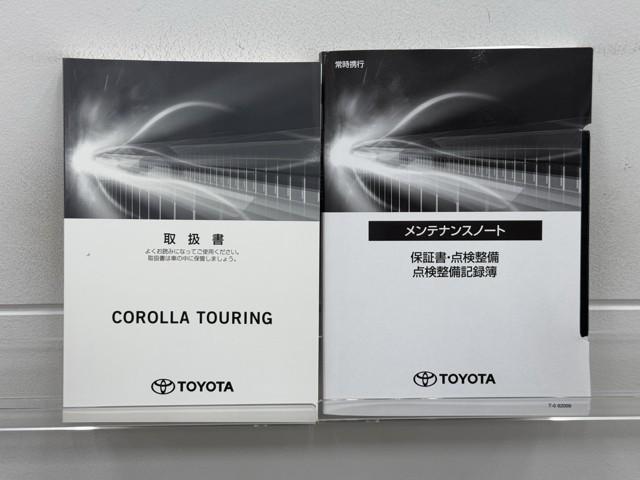 取扱書
よくお読みになってご使用ください。
取扱書は車の中に保管しましょう。
COROLLA TOURING
TOYOTA
常時携行
メンテナンスノート
保証書・点検整備
点検整備記録簿
TOYOTA